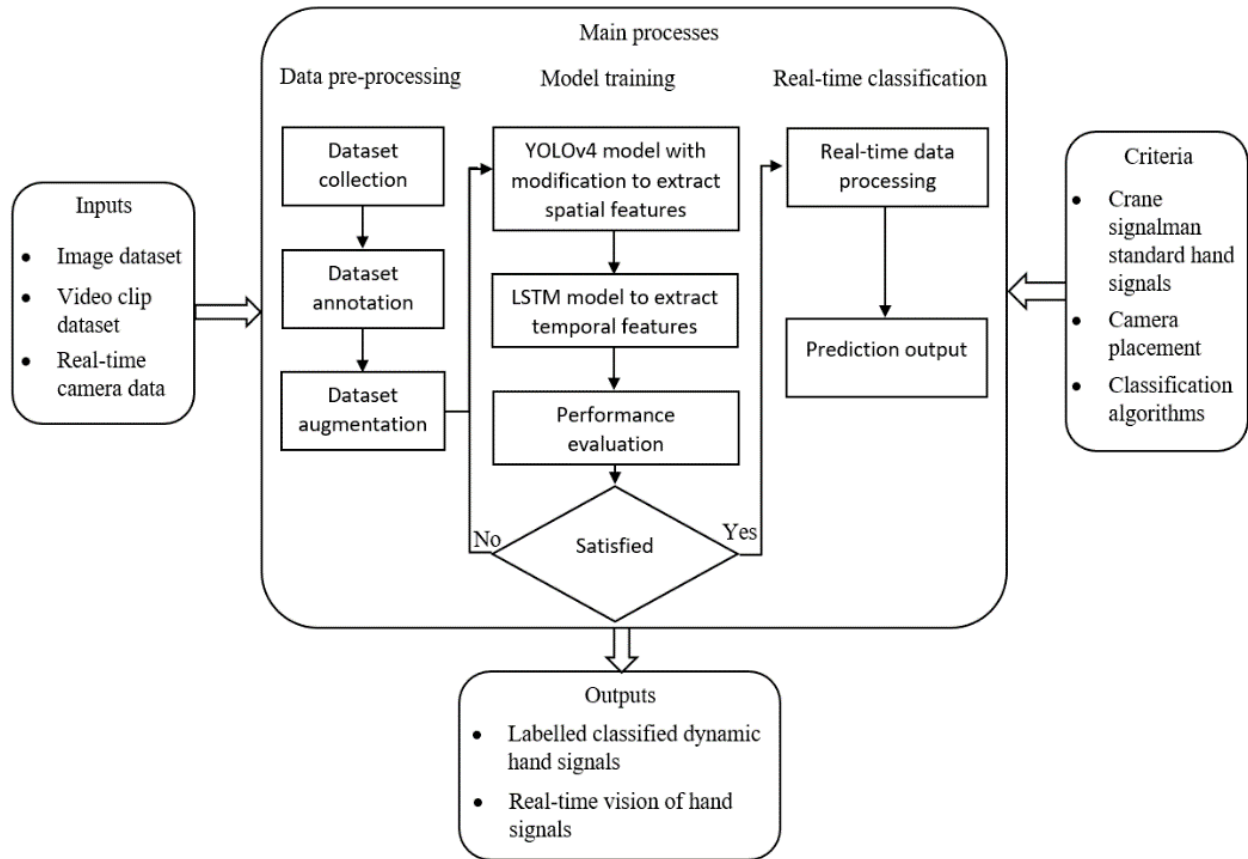 Main processes
Data pre-processing
Model training
Real-time classification
Dataset
collection
Dataset
annotation
Dataset
augmentation
YOLOv4 model with
modification to extract
spatial features
LSTM model to extract
temporal features
Performance
evaluation
Satisfied
No
Yes
Real-time data
processing
Prediction output
Inputs
• Image dataset
• Video clip
dataset
• Real-time
camera data
Criteria
• Crane
signalman
standard hand
signals
• Camera
placement
• Classification
algorithms
Outputs
• Labelled classified dynamic
hand signals
• Real-time vision of hand
signals